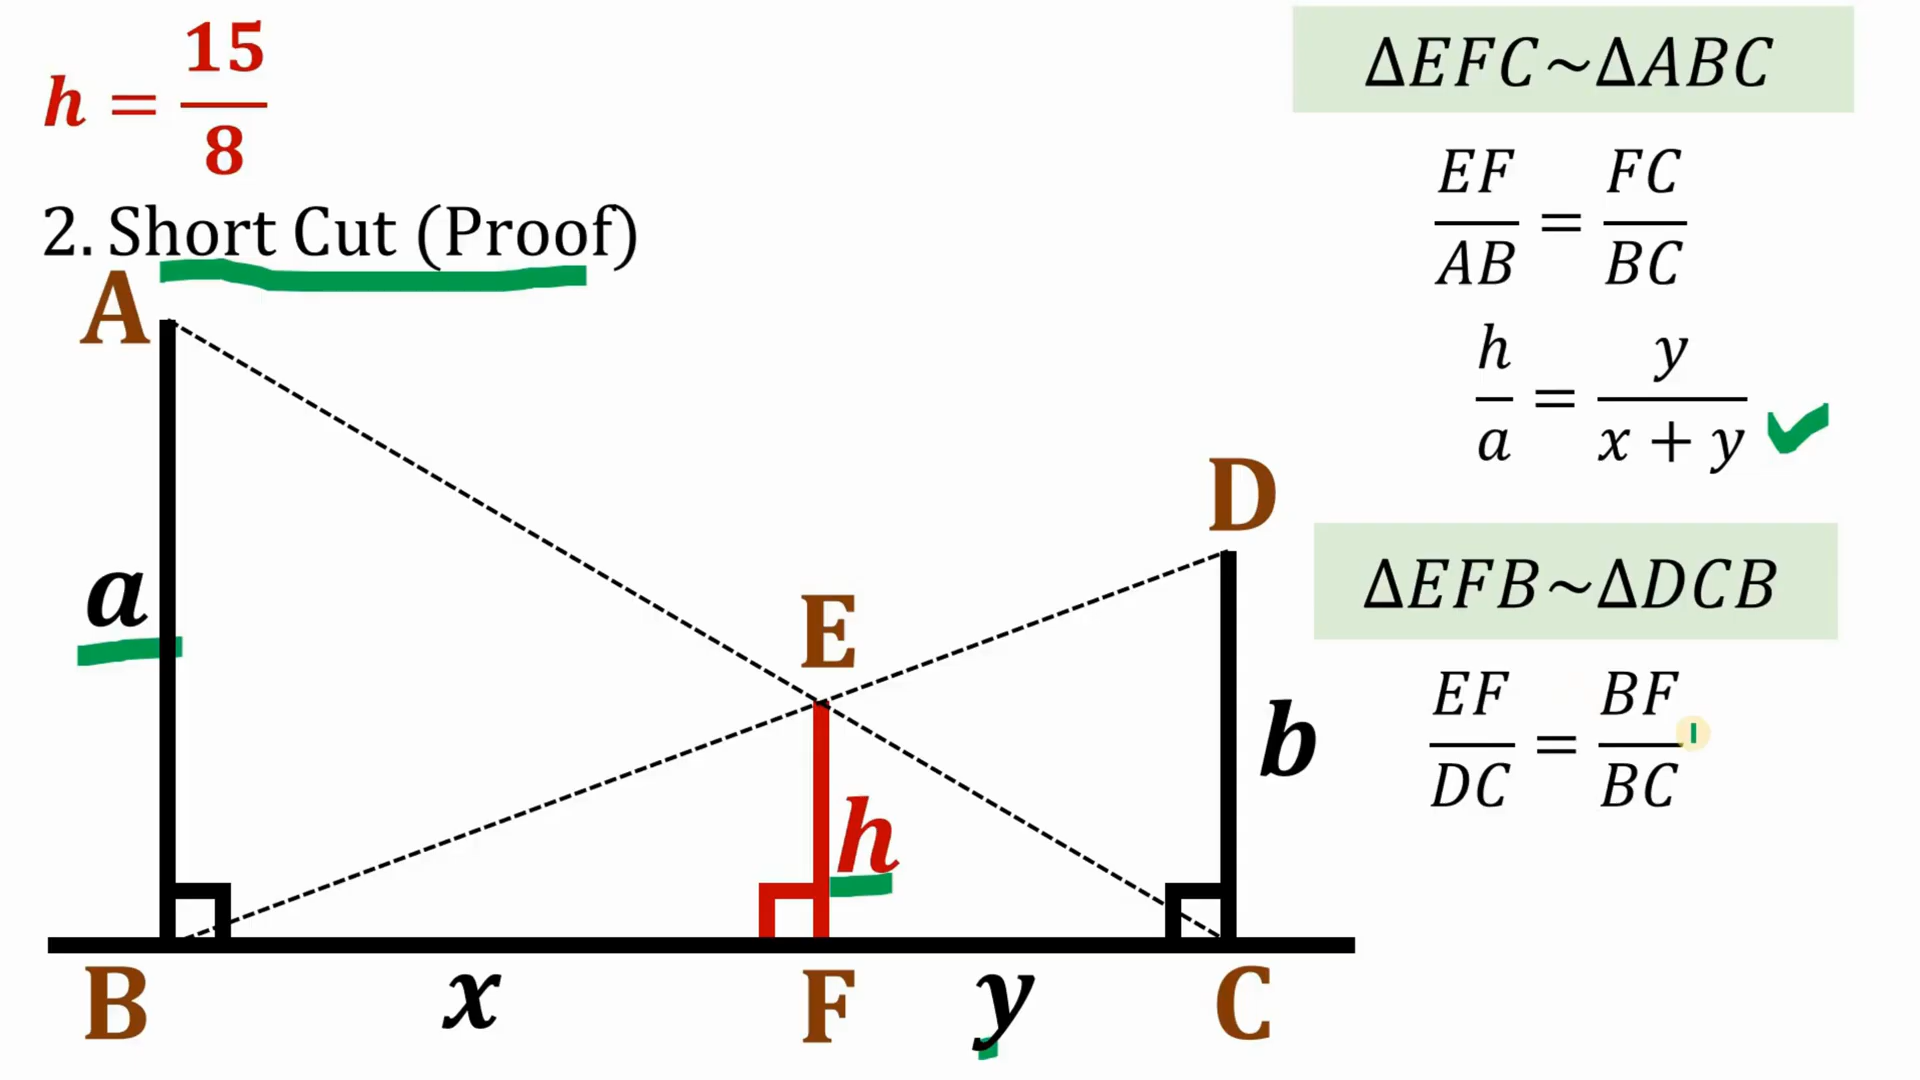 h = 15/8
2. Short Cut (Proof)
A
a
D
E
b
h
B
x
F
y
C
ΔEFC~ΔABC
EF/AB = FC/BC
h/a = y/(x + y)
ΔEFB~ΔDCB
EF/DC = BF/BC